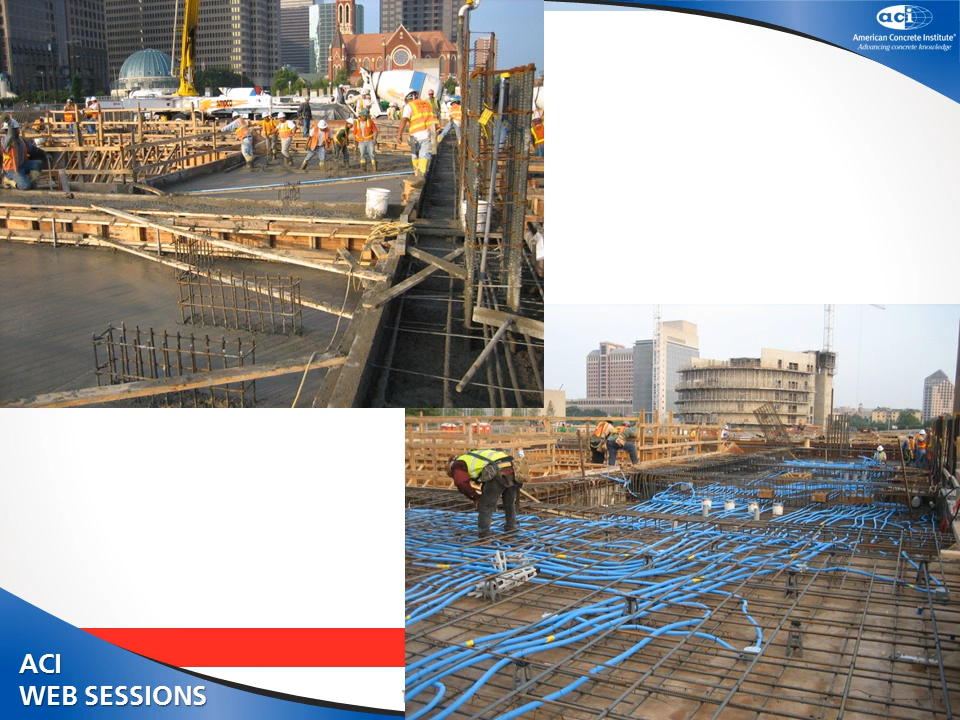 aci
American Concrete Institute®
Advancing concrete knowledge
ACI
WEB SESSIONS